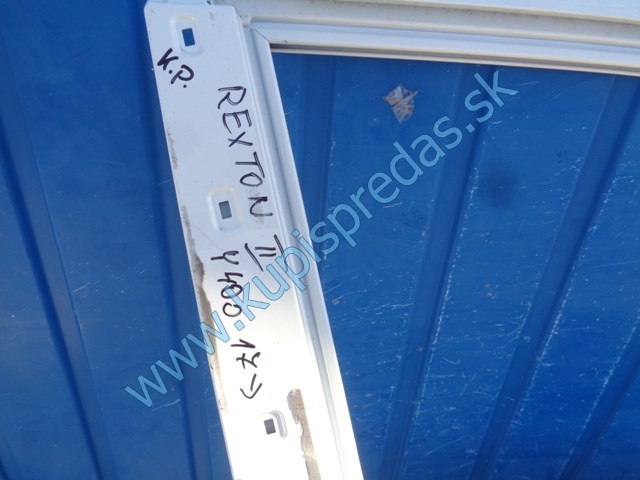 V.P.
REXTON II
Y400 17->
www.kupispredas.sk